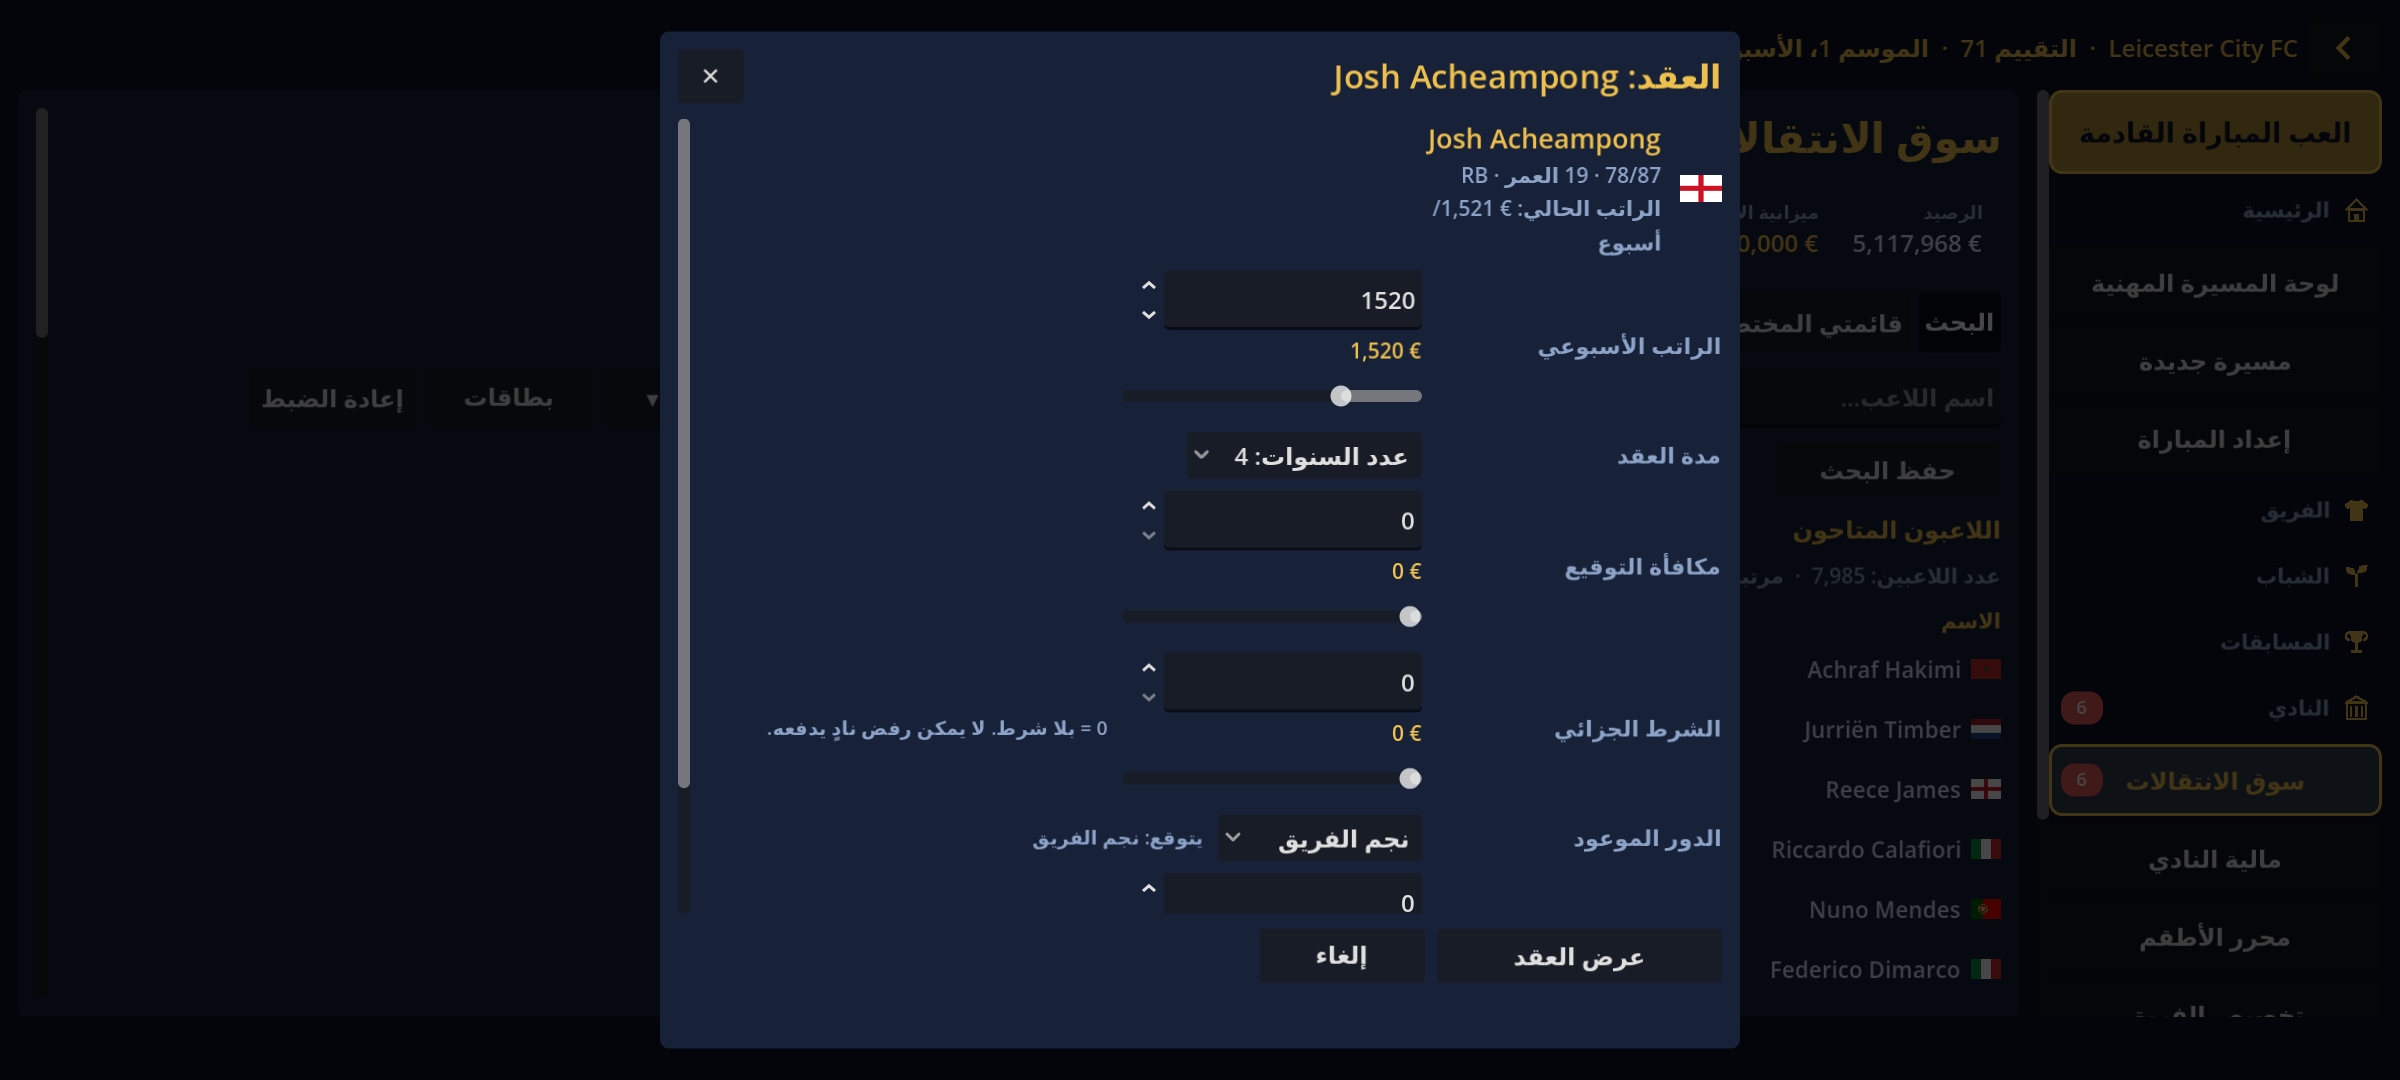 Leicester City FC · التقييم 71 · الموسم 1،
العب المباراة القادمة
الرئيسية
لوحة المسيرة المهنية
مسيرة جديدة
إعداد المباراة
الفريق
الشباب
المسابقات
النادي
6
سوق الانتقالات
6
مالية النادي
محرر الأطقم
سوق
الرصيد
ميزانية
5,117,968 €
البحث
قائمتي
اسم اللاعب...
حفظ البحث
اللاعبون المتاحون
عدد اللاعبين: 7,985 ·
الاسم
Achraf Hakimi
Jurriën Timber
Reece James
Riccardo Calafiori
Nuno Mendes
Federico Dimarco
العقد: Josh Acheampong
×
Josh Acheampong
RB · العمر 19 · 78/87
الراتب الحالي: € 1,521/
أسبوع
الراتب الأسبوعي
1520
1,520 €
مدة العقد
عدد السنوات: 4
مكافأة التوقيع
0
0 €
الشرط الجزائي
0
0 €
0 = بلا شرط. لا يمكن رفض نادٍ يدفعه.
الدور الموعود
نجم الفريق
يتوقع: نجم الفريق
0
عرض العقد
إلغاء
▼
بطاقات
إعادة الضبط